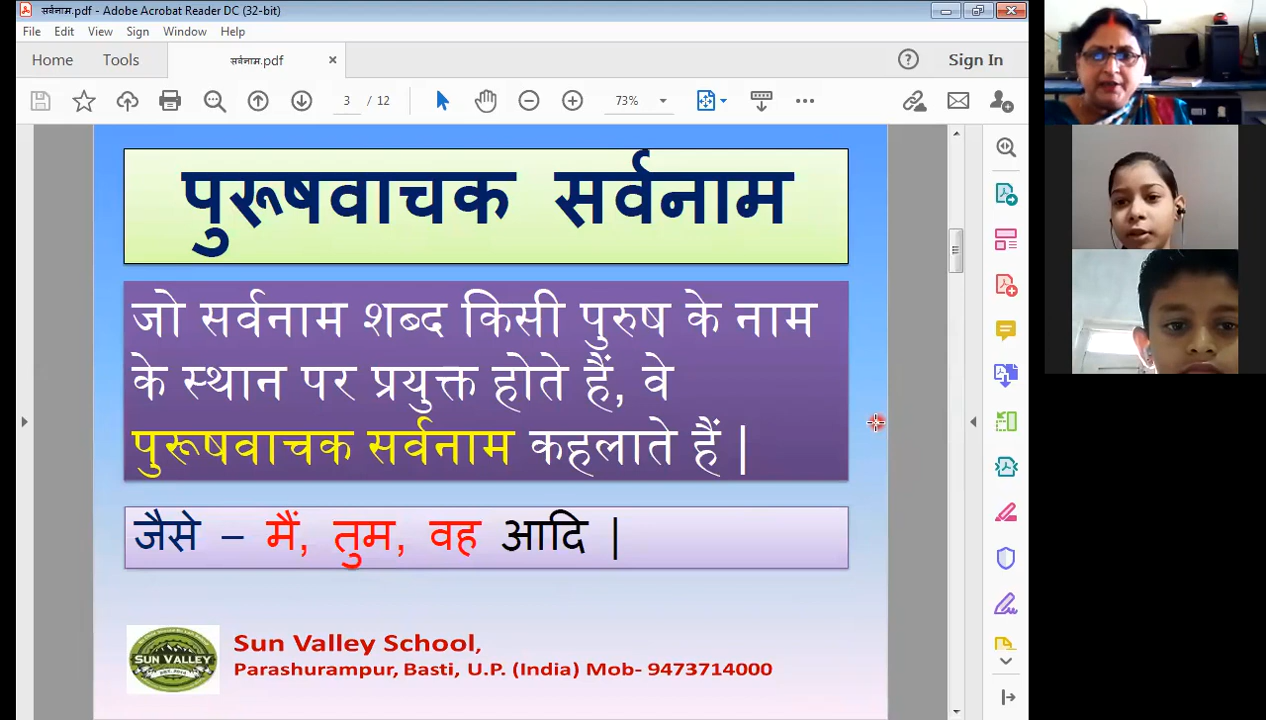 सर्वनाम.pdf - Adobe Acrobat Reader DC (32-bit)
File Edit View Sign Window Help
Home Tools सर्वनाम.pdf Sign In
3 / 12 73%
पुरूषवाचक सर्वनाम
जो सर्वनाम शब्द किसी पुरुष के नाम
के स्थान पर प्रयुक्त होते हैं, वे
पुरूषवाचक सर्वनाम कहलाते हैं |
जैसे – मैं, तुम, वह आदि |
SUN VALLEY
Sun Valley School,
Parashurampur, Basti, U.P. (India) Mob- 9473714000